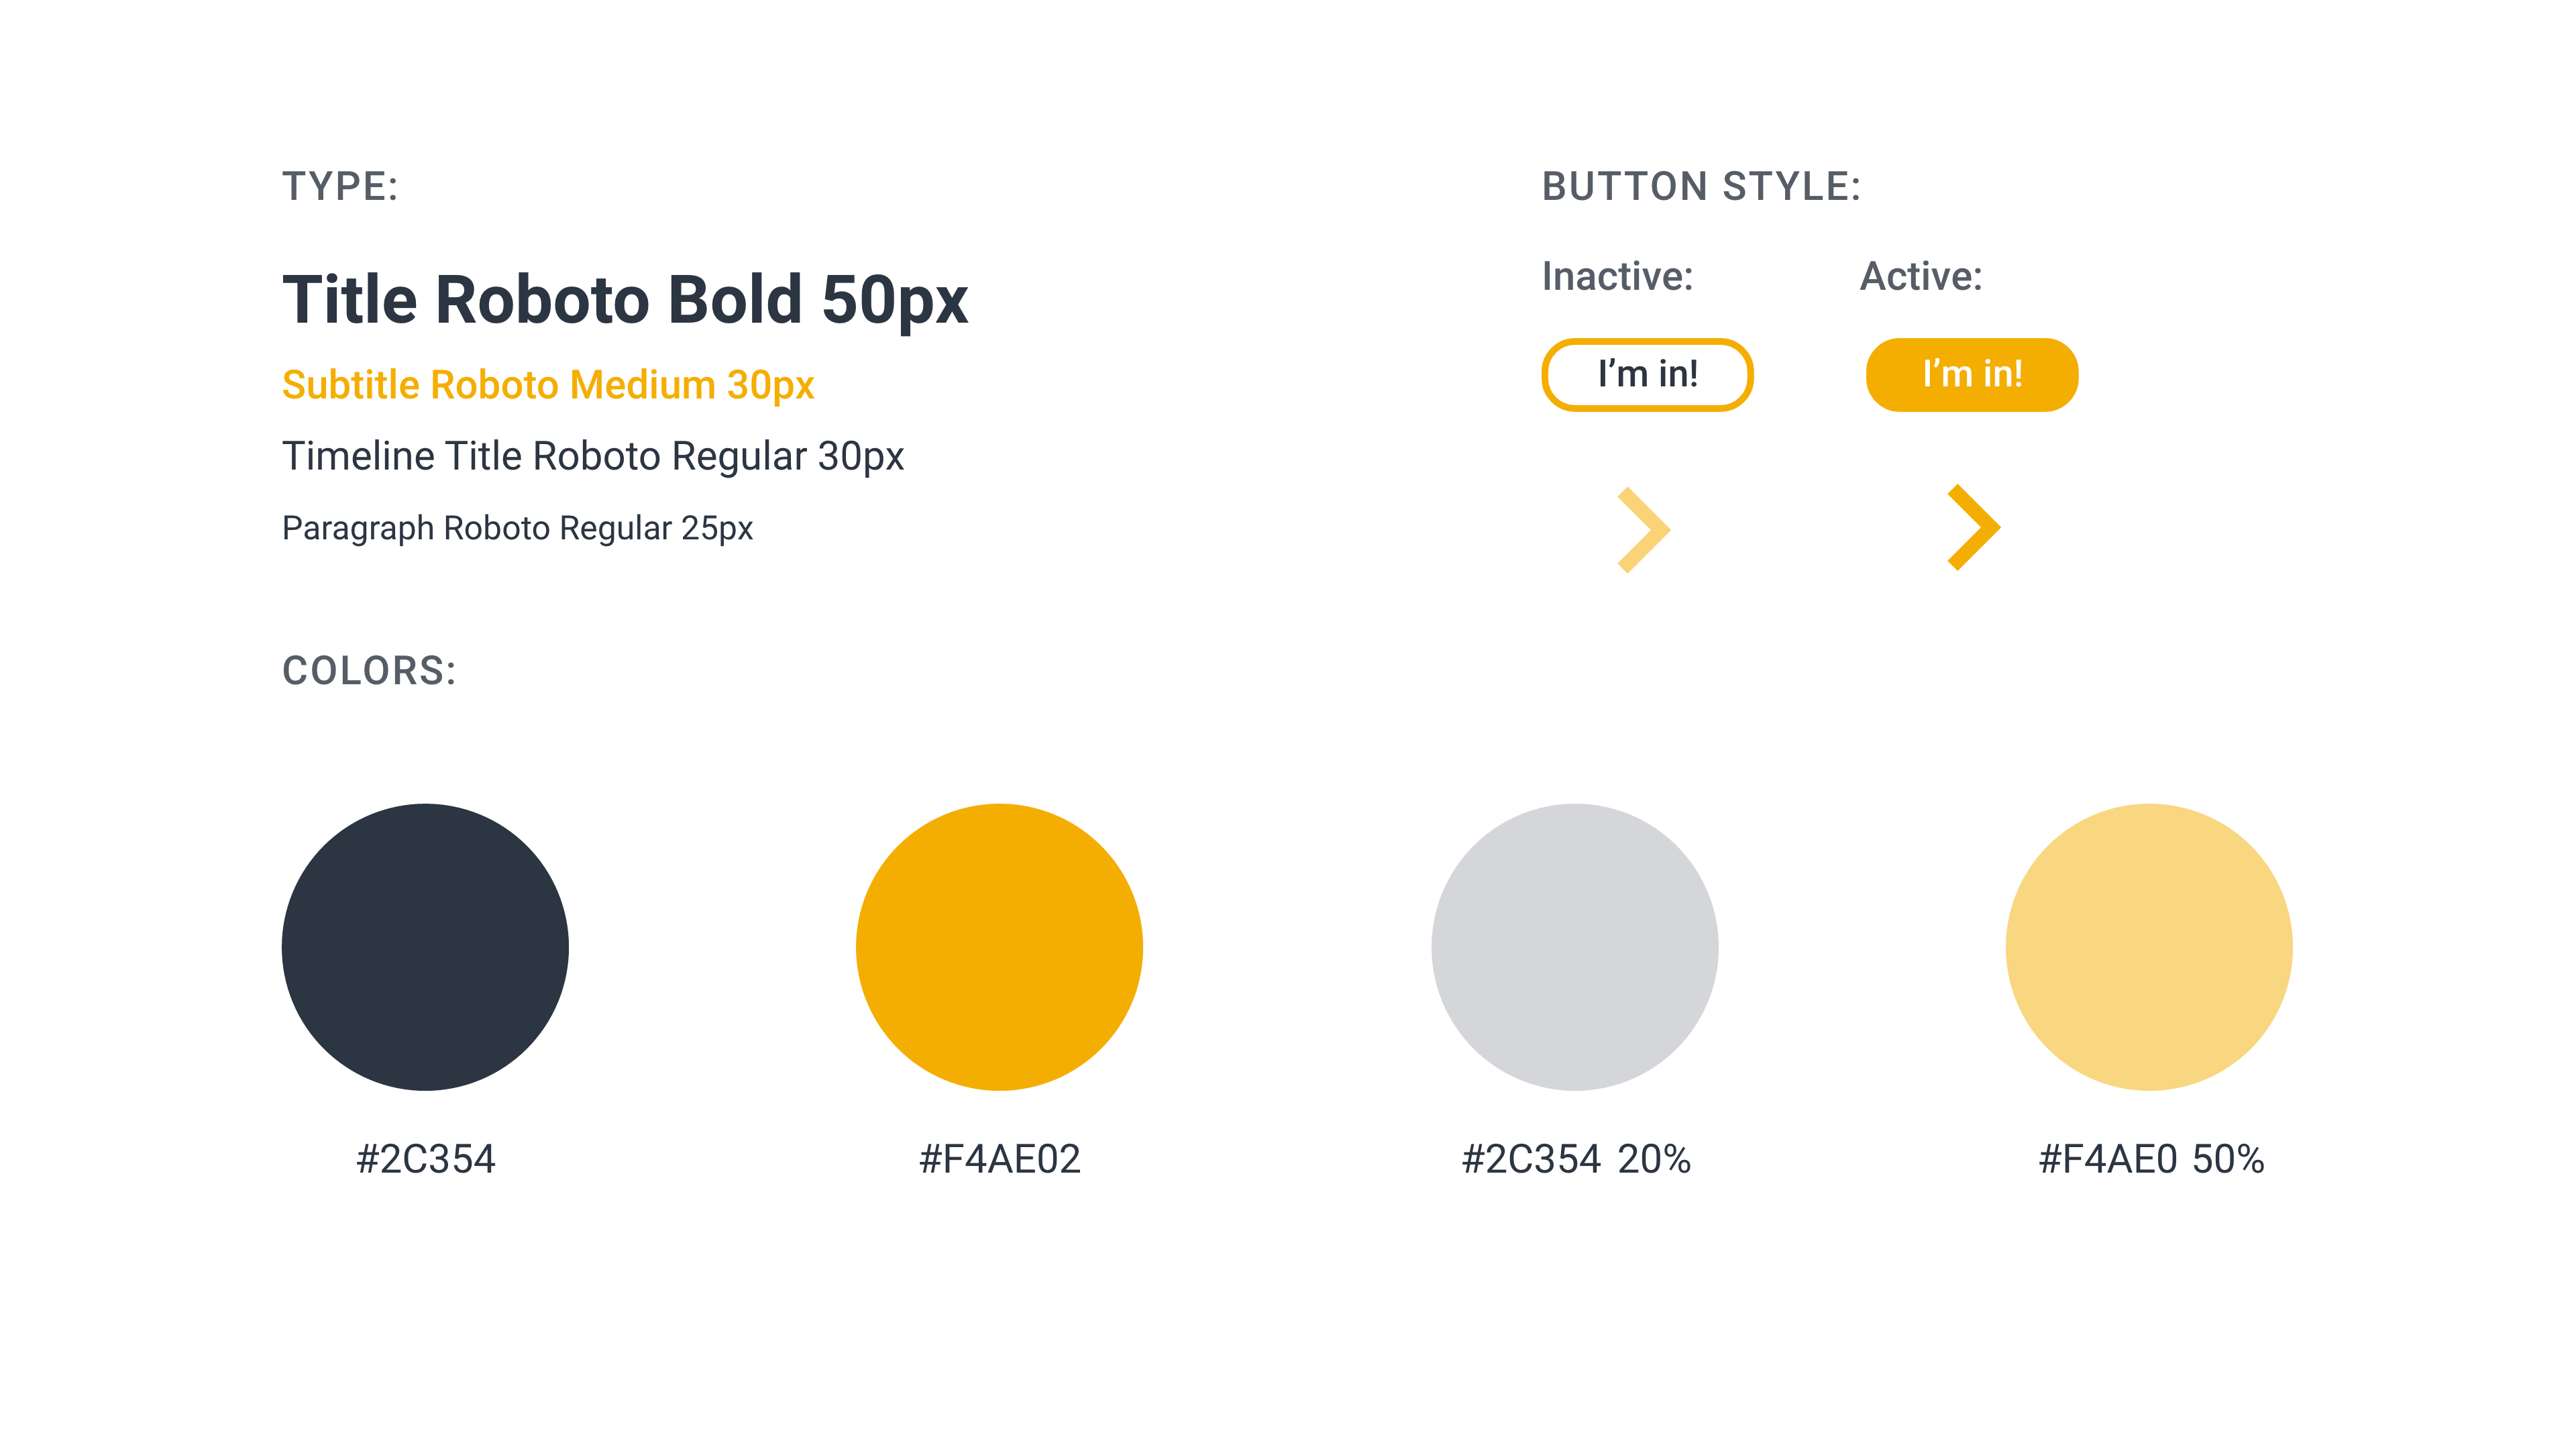 TYPE:
Title Roboto Bold 50px
Subtitle Roboto Medium 30px
Timeline Title Roboto Regular 30px
Paragraph Roboto Regular 25px
BUTTON STYLE:
Inactive: Active:
I’m in! I’m in!
COLORS:
#2C354 #F4AE02 #2C354 20% #F4AE0 50%